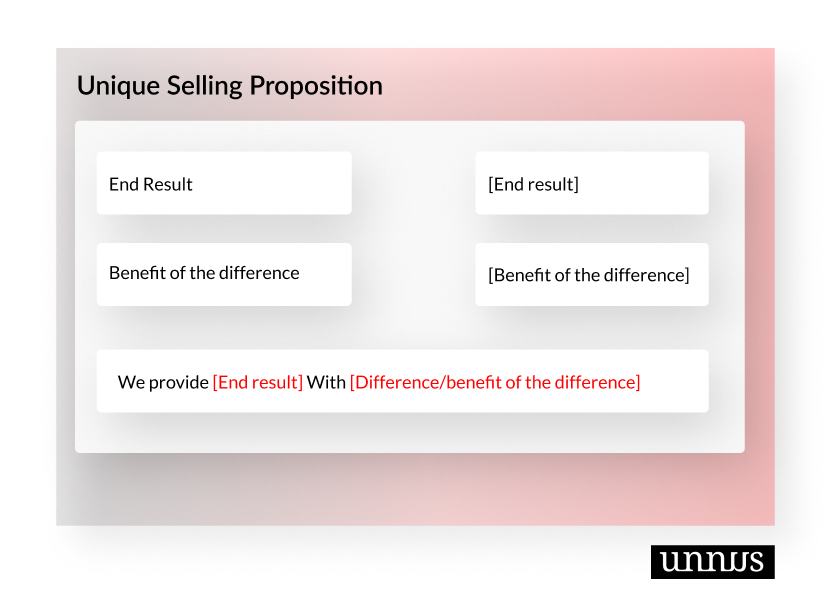 Unique Selling Proposition
End Result
[End result]
Benefit of the difference
[Benefit of the difference]
We provide [End result] With [Difference/benefit of the difference]
unnus